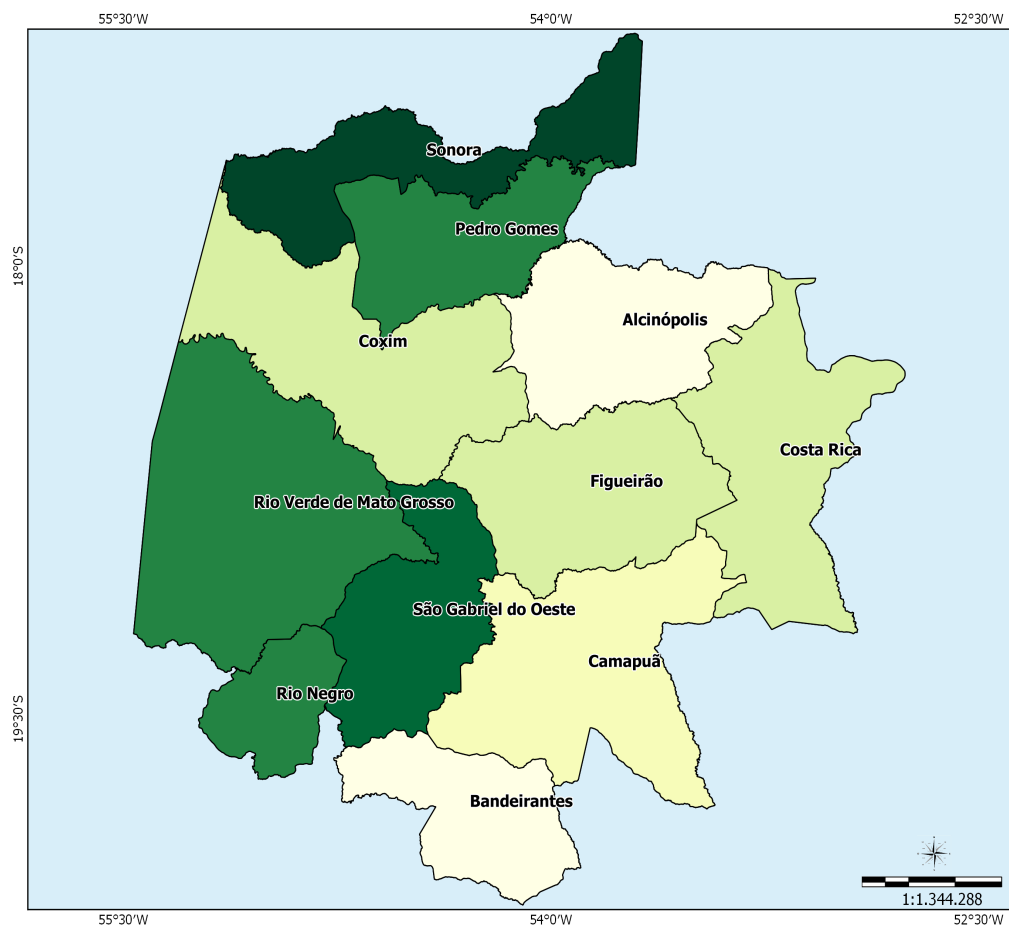 55°30'W 54°0'W 52°30'W
Sonora
Pedro Gomes
18°0'S
Alcinópolis
Coxim
Costa Rica
Figueirão
Rio Verde de Mato Grosso
São Gabriel do Oeste
Camapuã
Rio Negro
19°30'S
Bandeirantes
1:1.344.288
55°30'W 54°0'W 52°30'W